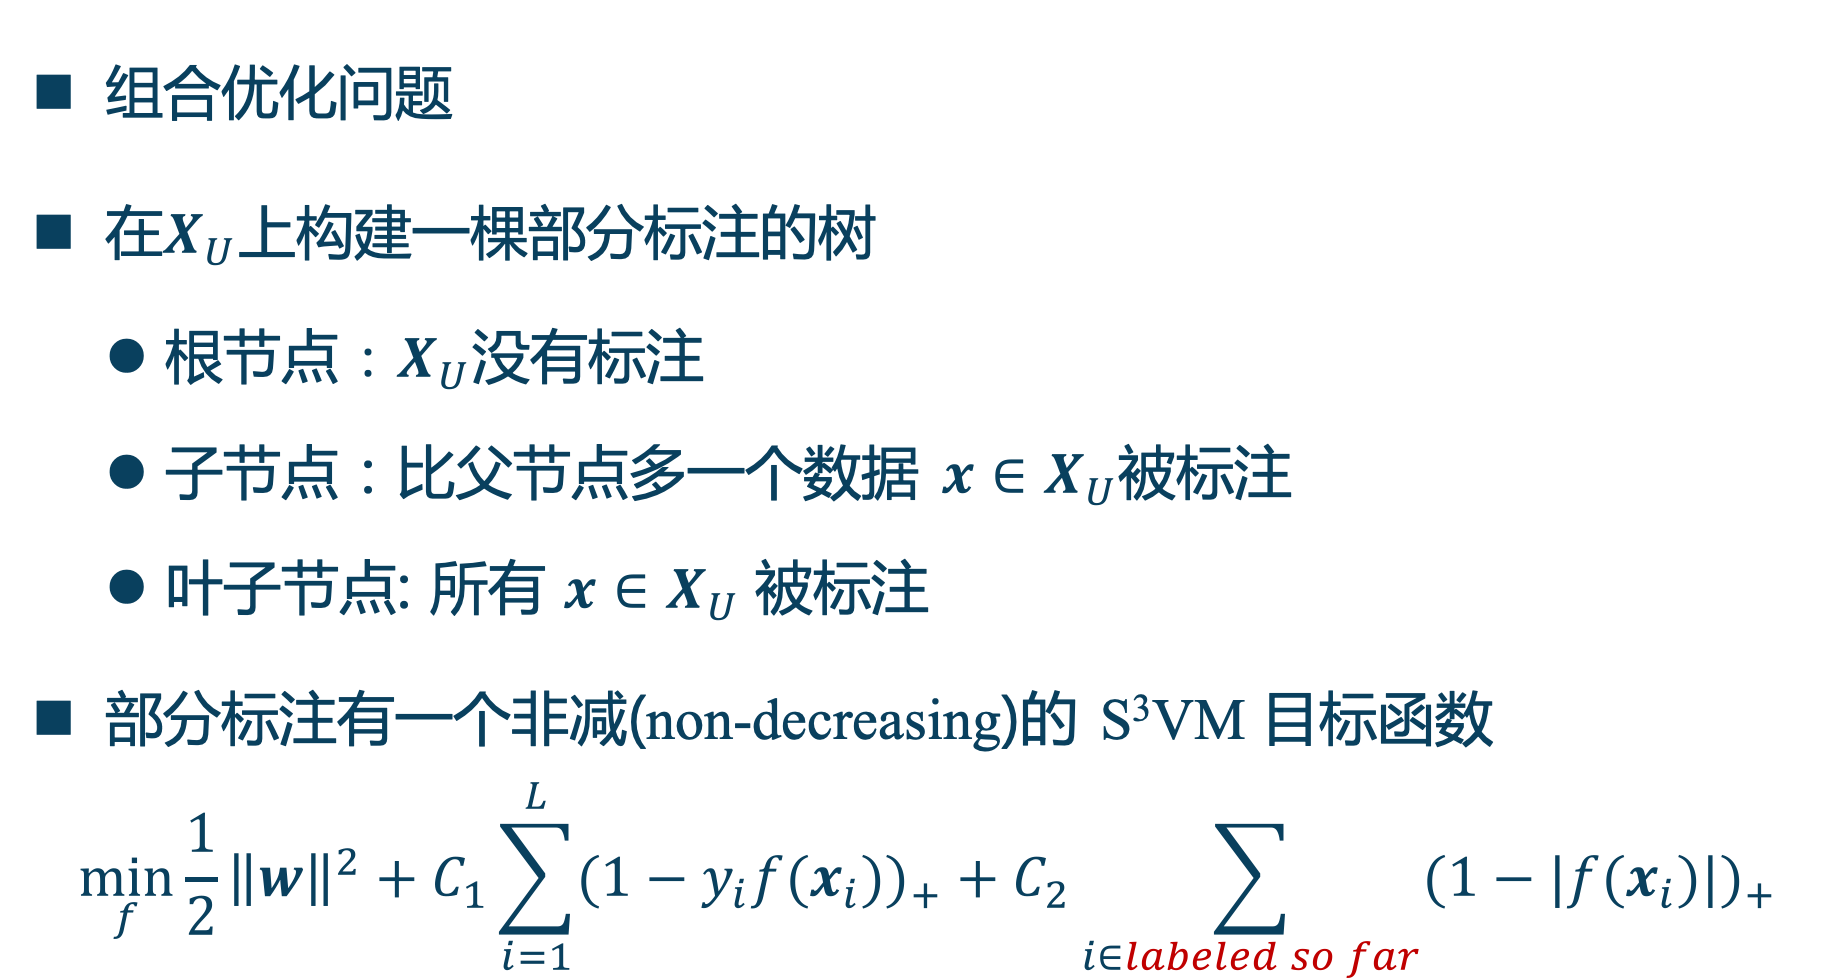 ■ 组合优化问题
■ 在𝑿_U上构建一棵部分标注的树
● 根节点：𝑿_U没有标注
● 子节点：比父节点多一个数据 𝒙 ∈ 𝑿_U被标注
● 叶子节点: 所有 𝒙 ∈ 𝑿_U 被标注
■ 部分标注有一个非减(non-decreasing)的 S³VM 目标函数
min_f 1/2 ‖𝒘‖² + C₁ ∑_{i=1}^{L} (1 − y_i f(𝒙_i))₊ + C₂ ∑_{i∈labeled so far} (1 − |f(𝒙_i)|)₊